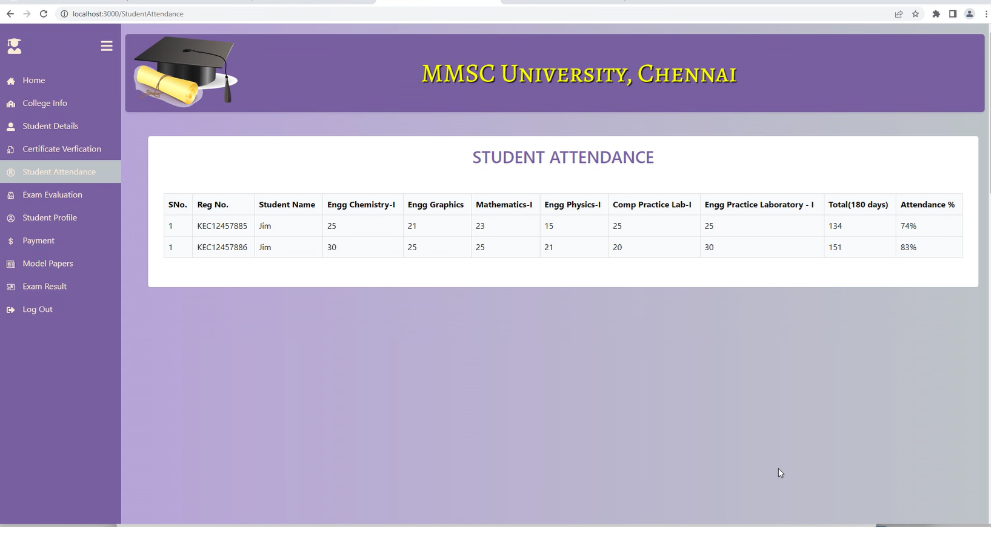 localhost:3000/StudentAttendance
MMSC University, Chennai
Home
College Info
Student Details
Certificate Verfication
Student Attendance
Exam Evaluation
Student Profile
Payment
Model Papers
Exam Result
Log Out
STUDENT ATTENDANCE
SNo. Reg No. Student Name Engg Chemistry-I Engg Graphics Mathematics-I Engg Physics-I Comp Practice Lab-I Engg Practice Laboratory - I Total(180 days) Attendance %
1 KEC12457885 Jim 25 21 23 15 25 25 134 74%
1 KEC12457886 Jim 30 25 25 21 20 30 151 83%